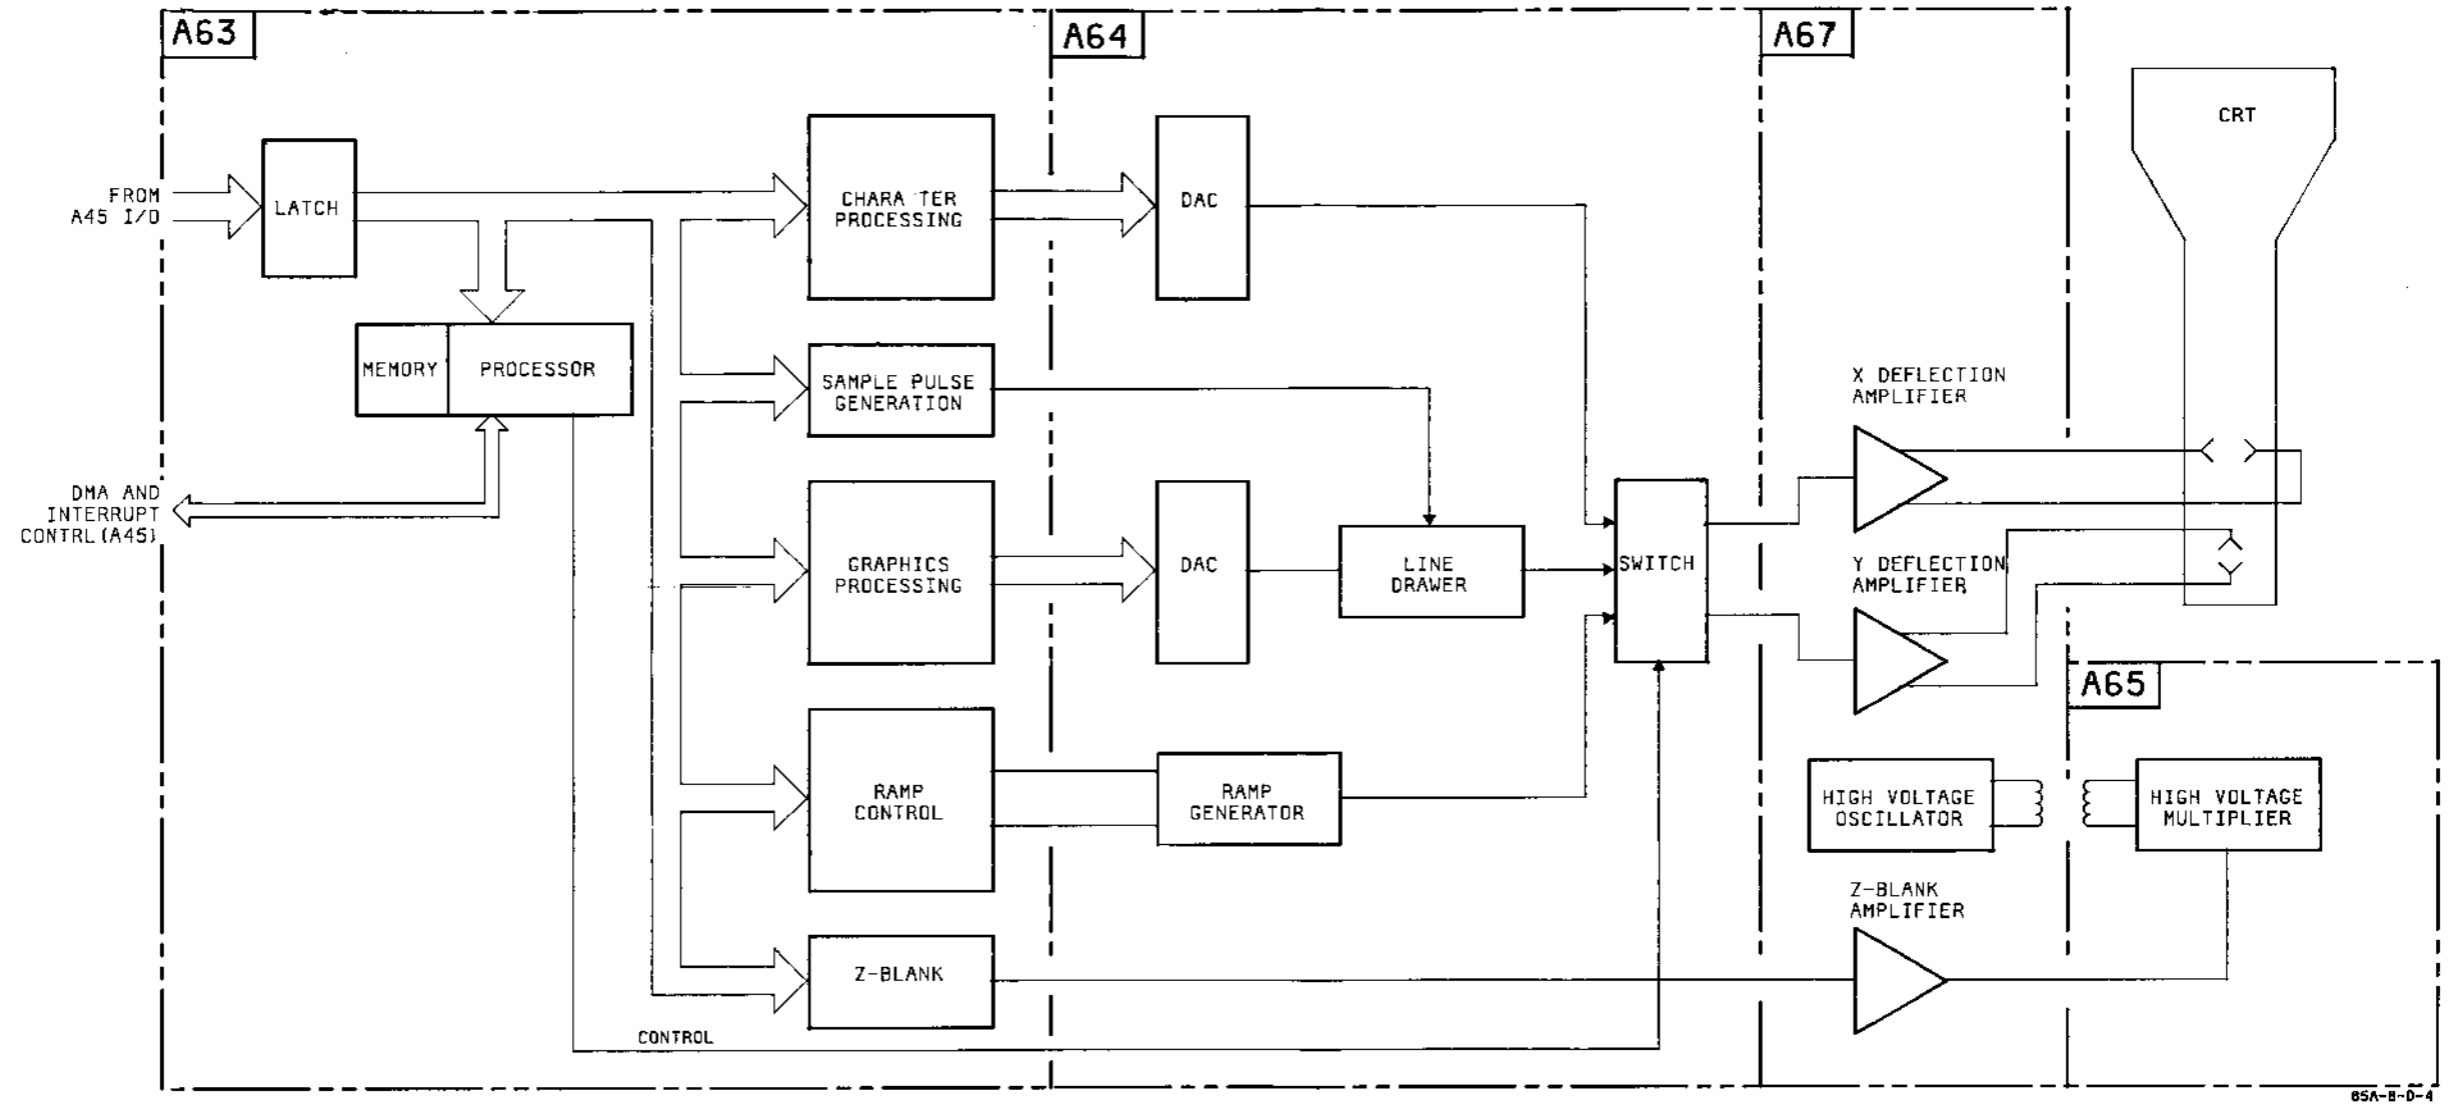 A63
A64
A67
CRT
FROM
A45 I/O
LATCH
CHARA TER
PROCESSING
DAC
MEMORY
PROCESSOR
SAMPLE PULSE
GENERATION
X DEFLECTION
AMPLIFIER
DMA AND
INTERRUPT
CONTRL(A45)
GRAPHICS
PROCESSING
DAC
LINE
DRAWER
SWITCH
Y DEFLECTION
AMPLIFIER
A65
RAMP
CONTROL
RAMP
GENERATOR
HIGH VOLTAGE
OSCILLATOR
HIGH VOLTAGE
MULTIPLIER
Z-BLANK
AMPLIFIER
Z-BLANK
CONTROL